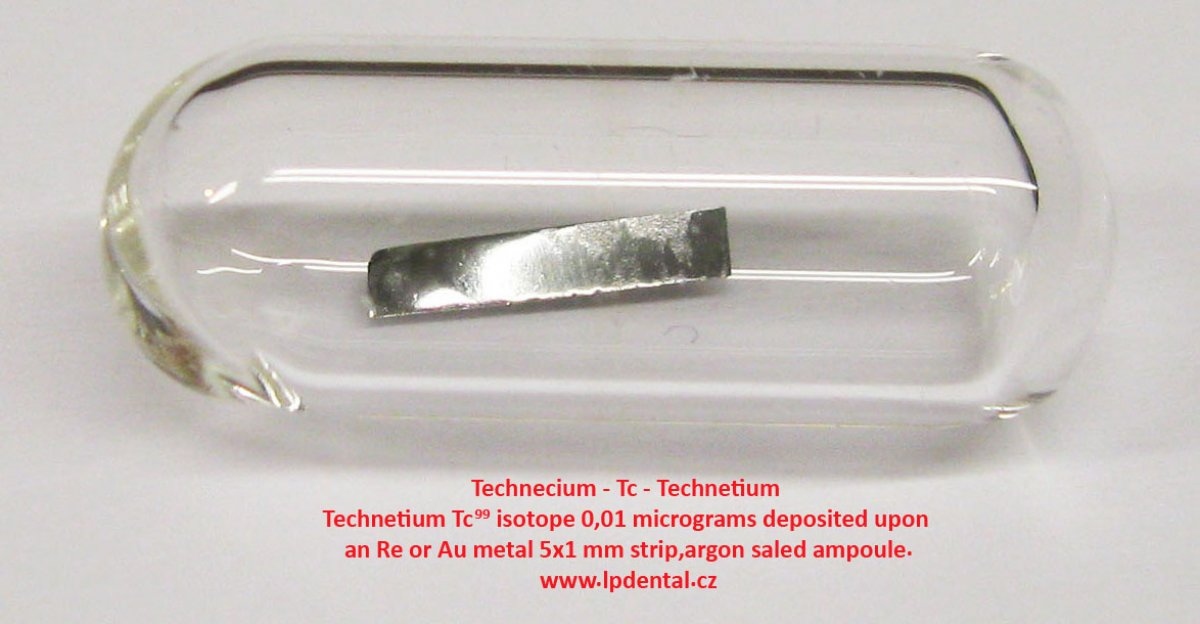 Technecium - Tc - Technetium
Technetium Tc⁹⁹ isotope 0,01 micrograms deposited upon
an Re or Au metal 5x1 mm strip,argon saled ampoule.
www.lpdental.cz